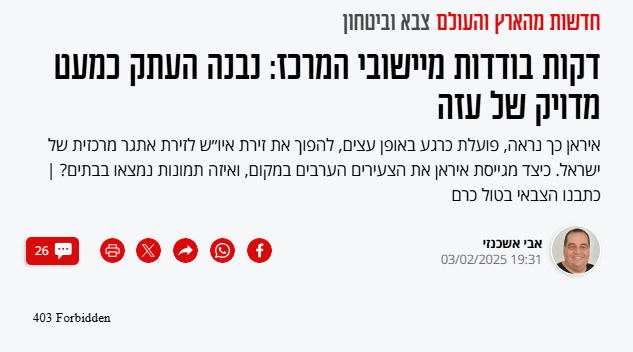 חדשות מהארץ והעולם צבא וביטחון
דקות בודדות מיישובי המרכז: נבנה העתק כמעט
מדויק של עזה
איראן כך נראה, פועלת כרגע באופן עצים, להפוך את זירת איו״ש לזירת אתגר מרכזית של
ישראל. כיצד מגייסת איראן את הצעירים הערבים במקום, ואיזה תמונות נמצאו בבתים? |
כתבנו הצבאי בטול כרם
אבי אשכנזי
03/02/2025 19:31
26
403 Forbidden